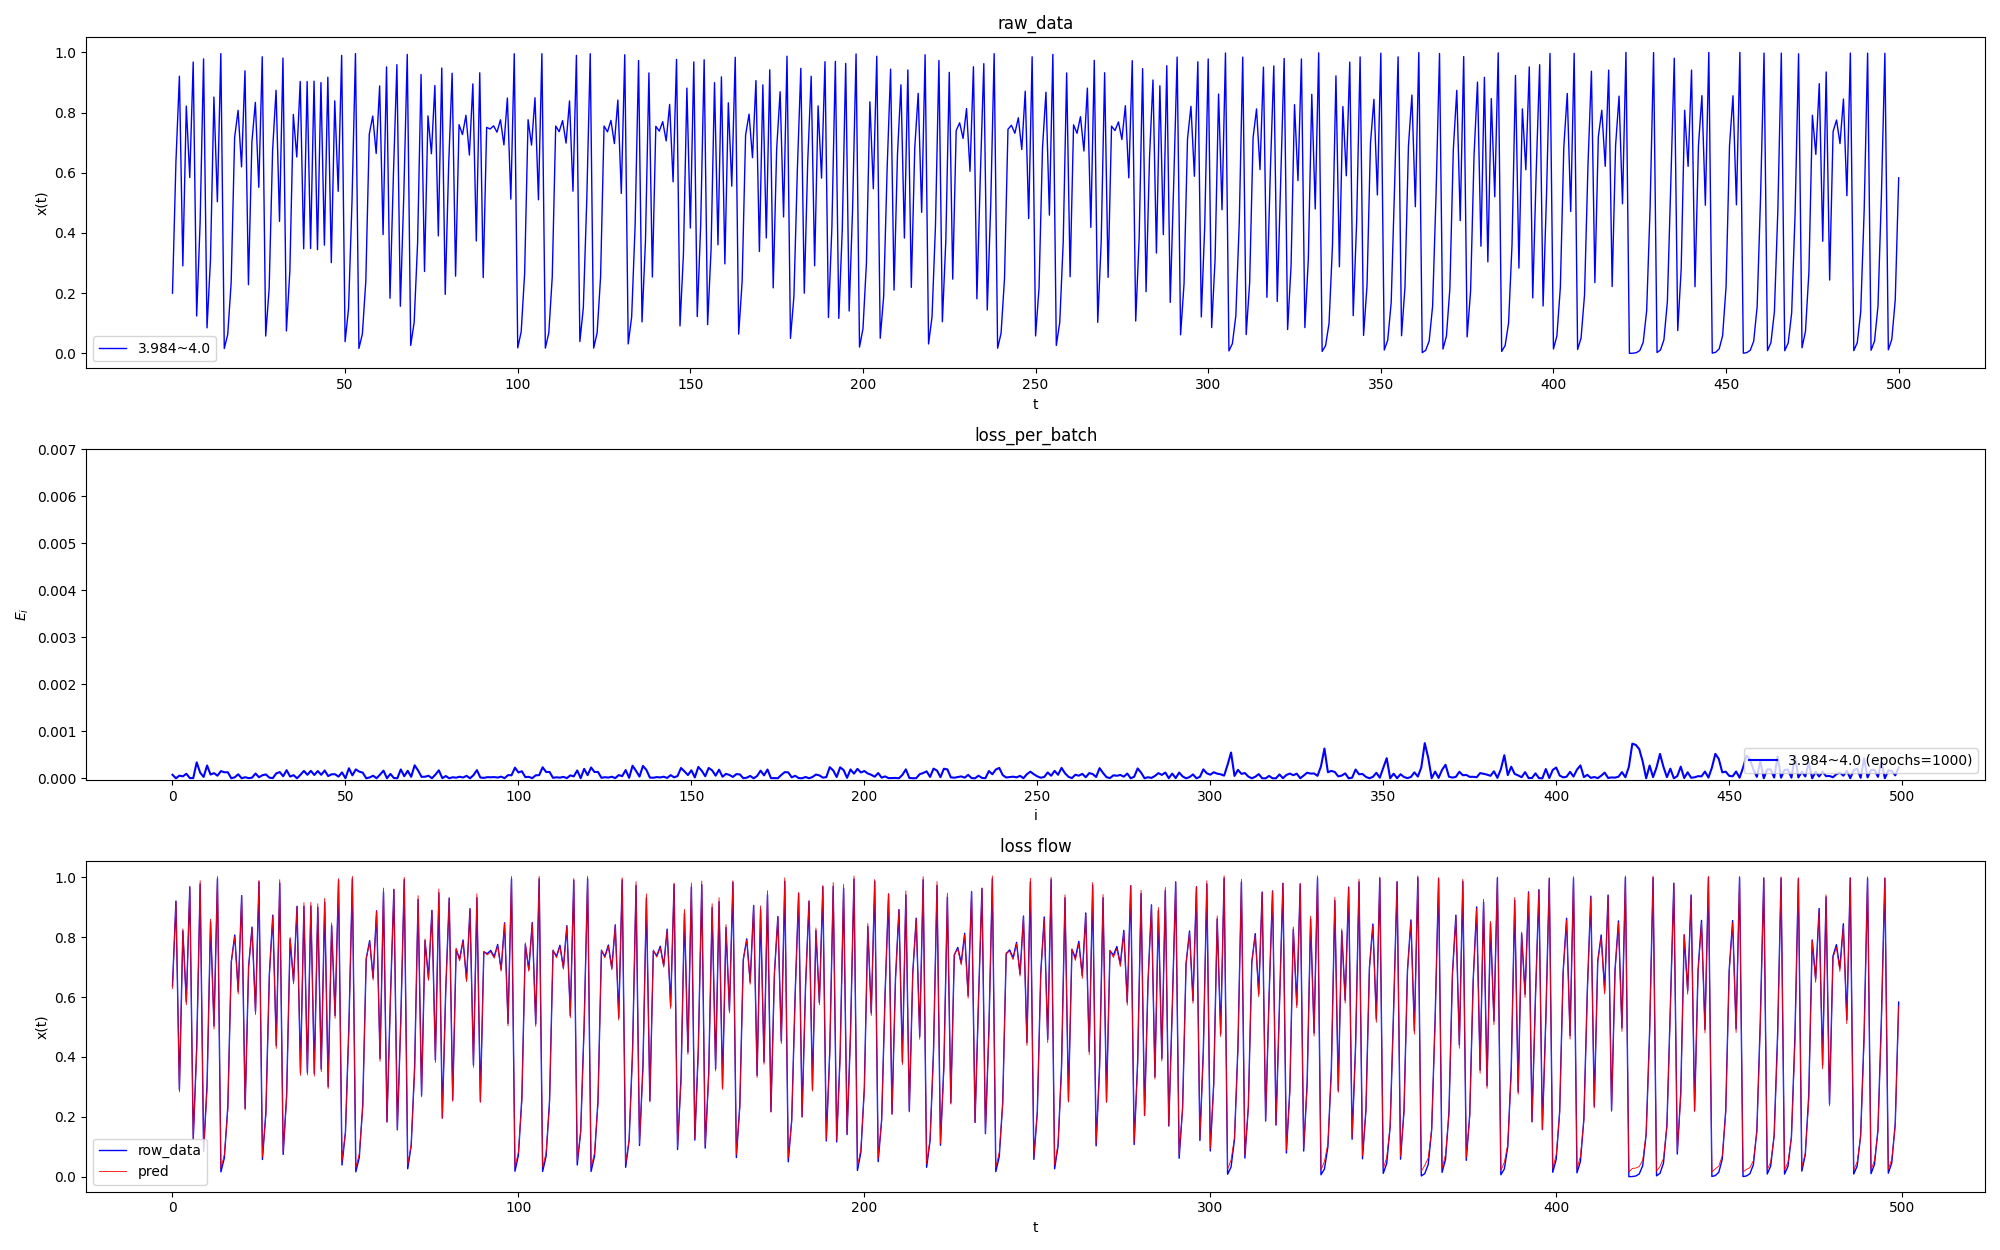 raw_data
1.0
0.8
0.6
0.4
0.2
0.0
x(t)
3.984~4.0
50 100 150 200 250 300 350 400 450 500
t
loss_per_batch
0.007
0.006
0.005
0.004
0.003
0.002
0.001
0.000
E_i
3.984~4.0 (epochs=1000)
0 50 100 150 200 250 300 350 400 450 500
i
loss flow
1.0
0.8
0.6
0.4
0.2
0.0
x(t)
row_data
pred
0 100 200 300 400 500
t